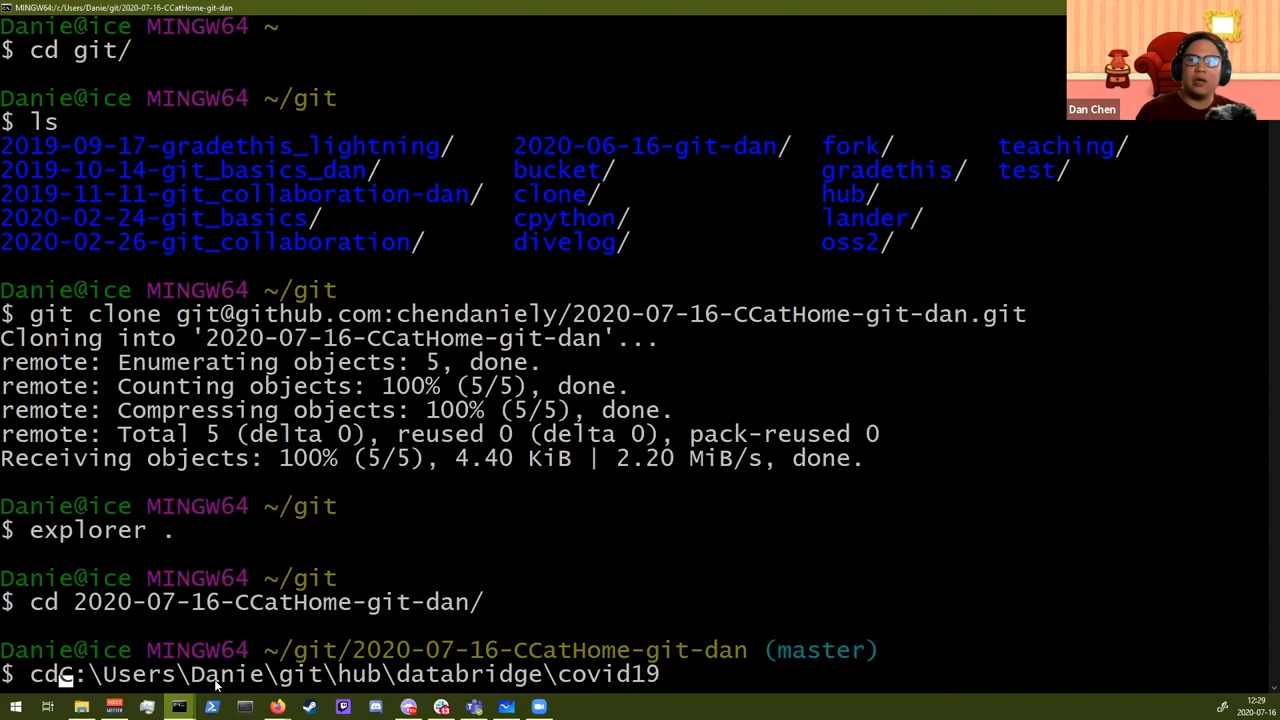 MINGW64:/c/Users/Danie/git/2020-07-16-CCatHome-git-dan
Danie@ice MINGW64 ~
$ cd git/
Danie@ice MINGW64 ~/git
$ ls
2019-09-17-gradethis_lightning/ 2020-06-16-git-dan/ fork/ teaching/
2019-10-14-git_basics_dan/ bucket/ gradethis/ test/
2019-11-11-git_collaboration-dan/ clone/ hub/
2020-02-24-git_basics/ cpython/ lander/
2020-02-26-git_collaboration/ divelog/ oss2/
Danie@ice MINGW64 ~/git
$ git clone git@github.com:chendaniely/2020-07-16-CCatHome-git-dan.git
Cloning into '2020-07-16-CCatHome-git-dan'...
remote: Enumerating objects: 5, done.
remote: Counting objects: 100% (5/5), done.
remote: Compressing objects: 100% (5/5), done.
remote: Total 5 (delta 0), reused 0 (delta 0), pack-reused 0
Receiving objects: 100% (5/5), 4.40 KiB | 2.20 MiB/s, done.
Danie@ice MINGW64 ~/git
$ explorer .
Danie@ice MINGW64 ~/git
$ cd 2020-07-16-CCatHome-git-dan/
Danie@ice MINGW64 ~/git/2020-07-16-CCatHome-git-dan (master)
$ cdC:\Users\Danie\git\hub\databridge\covid19
Dan Chen
12:29
2020-07-16